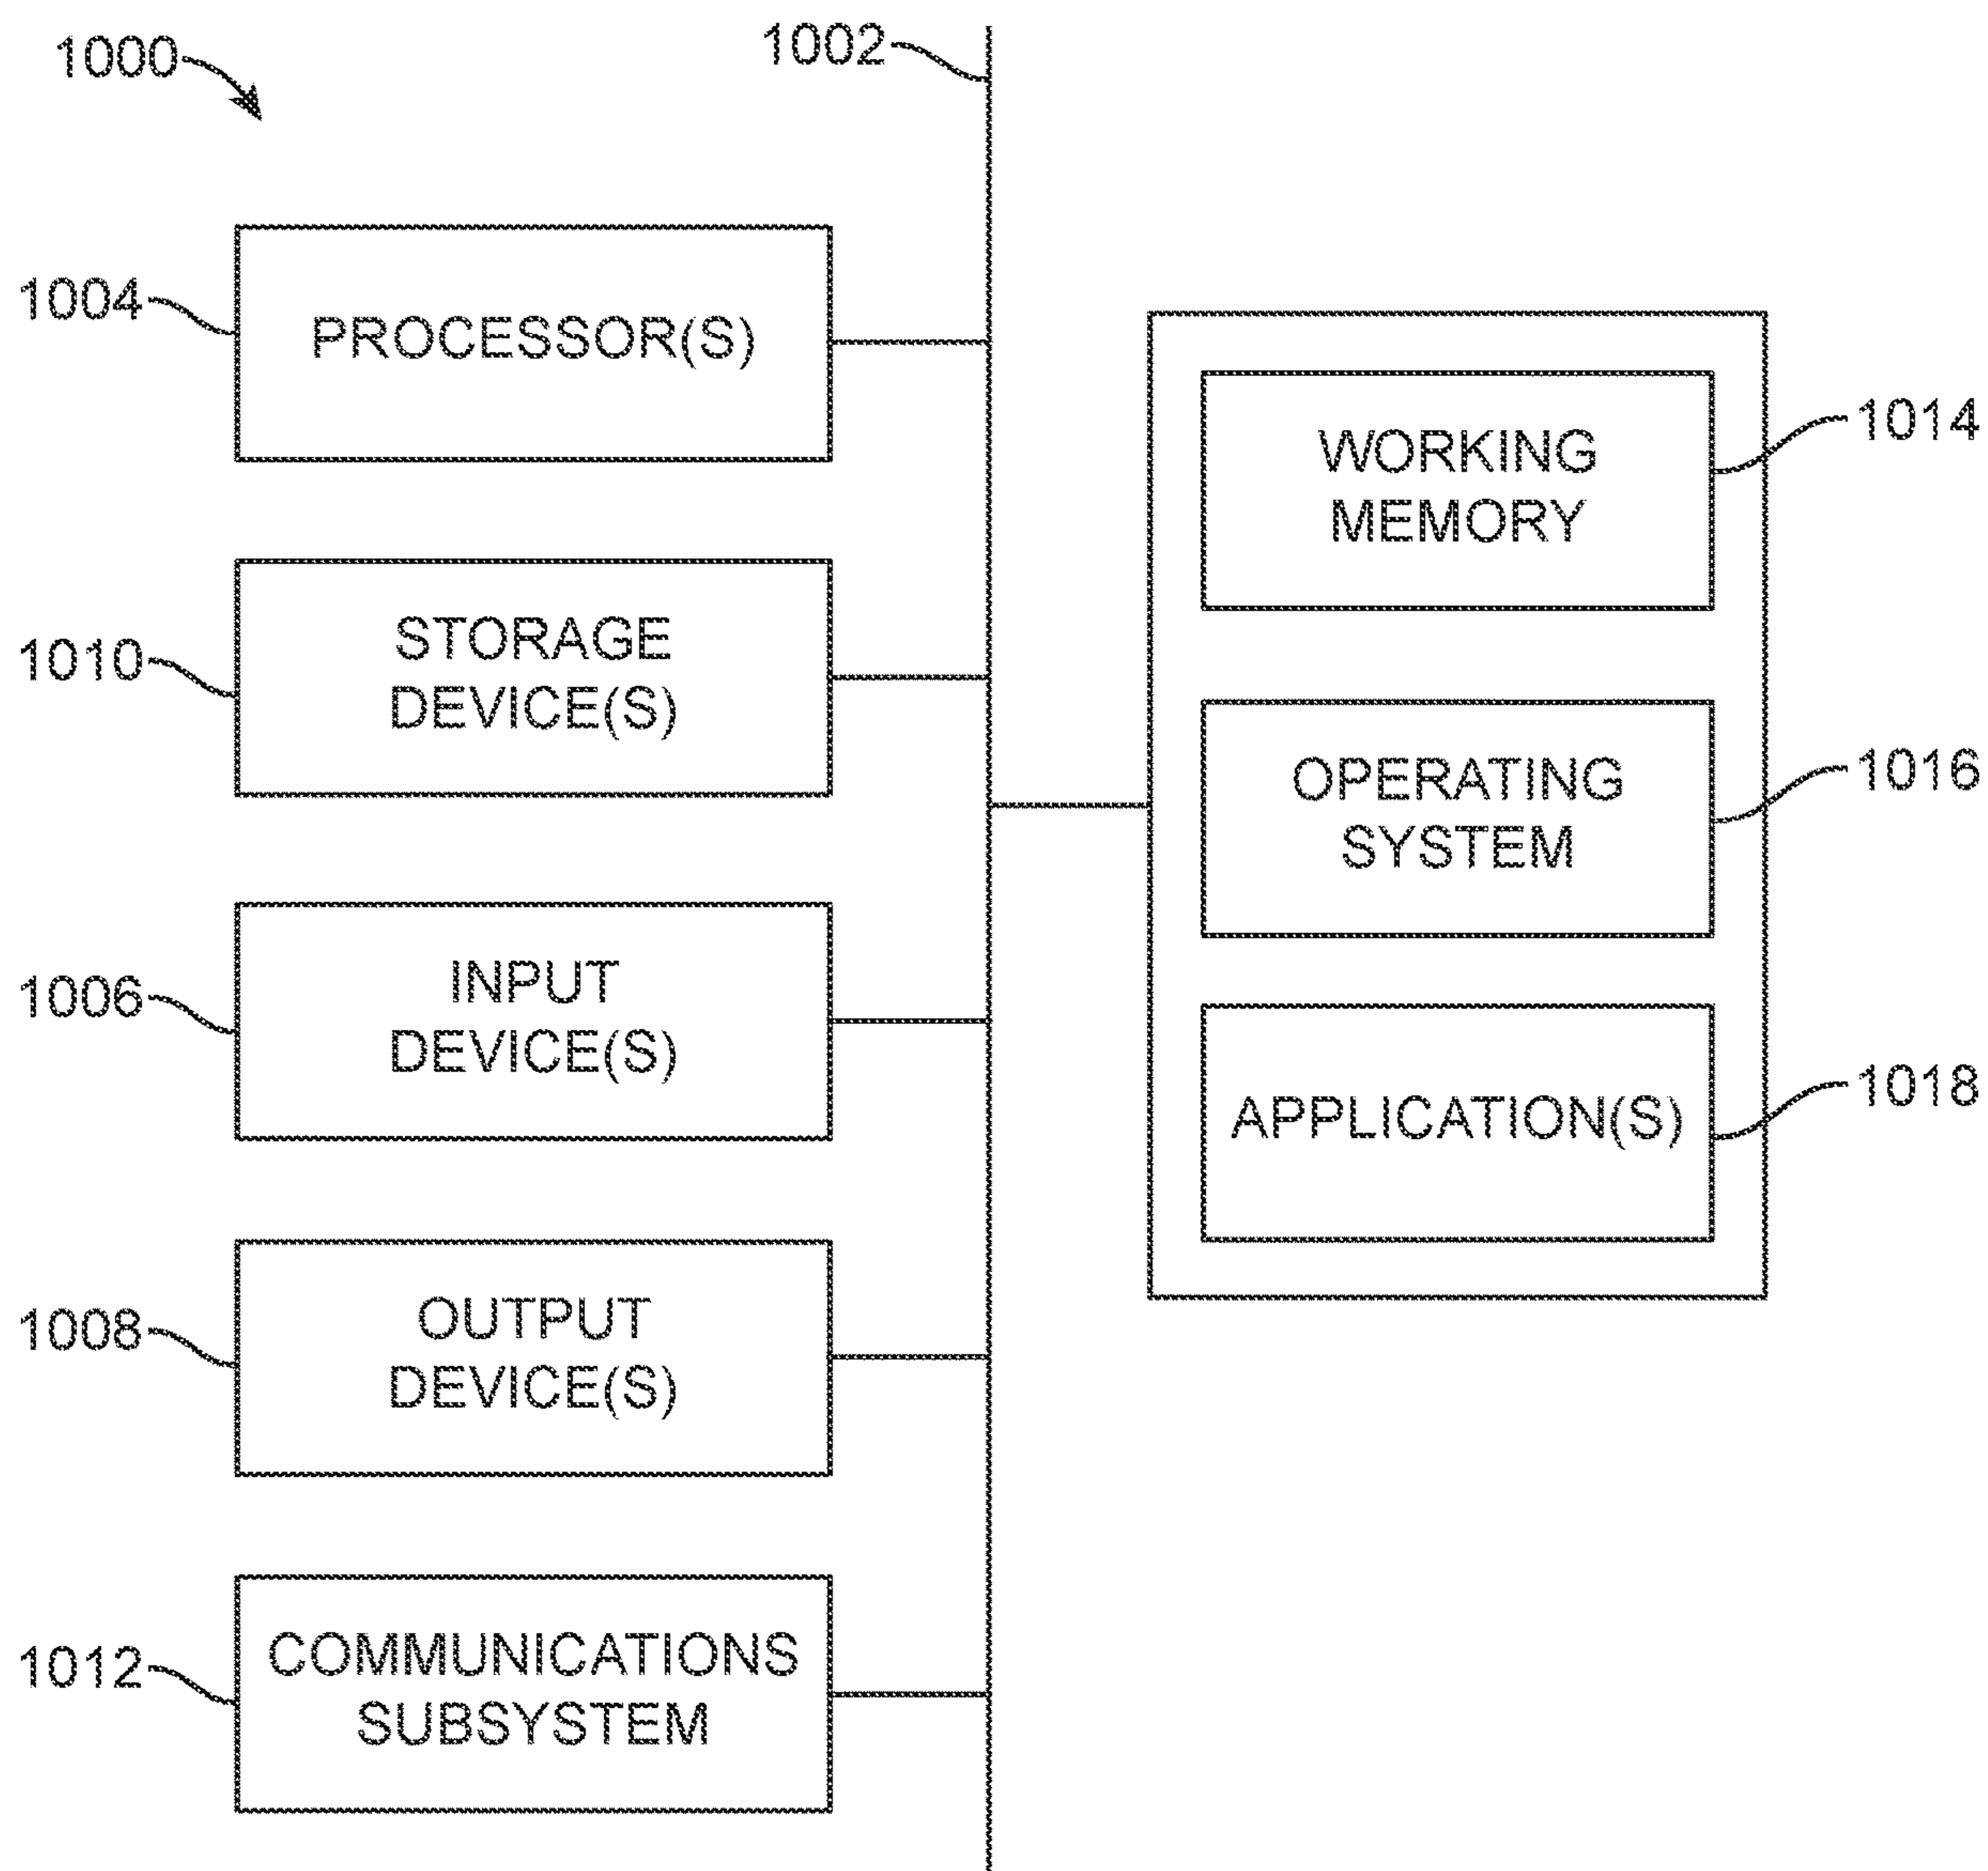 1000
1002
1004
PROCESSOR(S)
1010
STORAGE
DEVICE(S)
1006
INPUT
DEVICE(S)
1008
OUTPUT
DEVICE(S)
1012
COMMUNICATIONS
SUBSYSTEM
WORKING
MEMORY
1014
OPERATING
SYSTEM
1016
APPLICATION(S)
1018